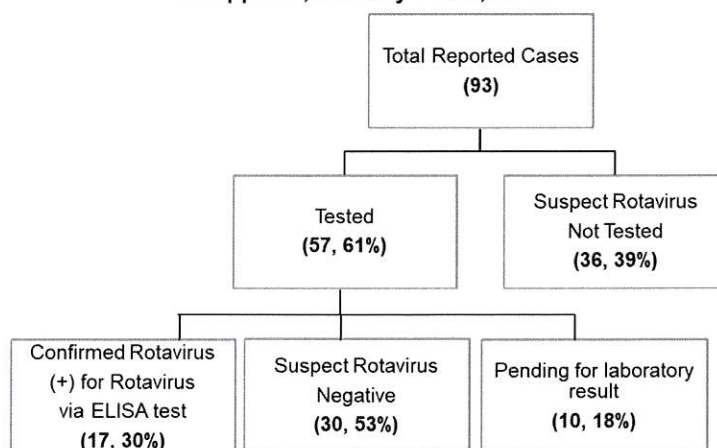 Total Reported Cases
(93)
Tested
(57, 61%)
Suspect Rotavirus
Not Tested
(36, 39%)
Confirmed Rotavirus
(+) for Rotavirus
via ELISA test
(17, 30%)
Suspect Rotavirus
Negative
(30, 53%)
Pending for laboratory
result
(10, 18%)